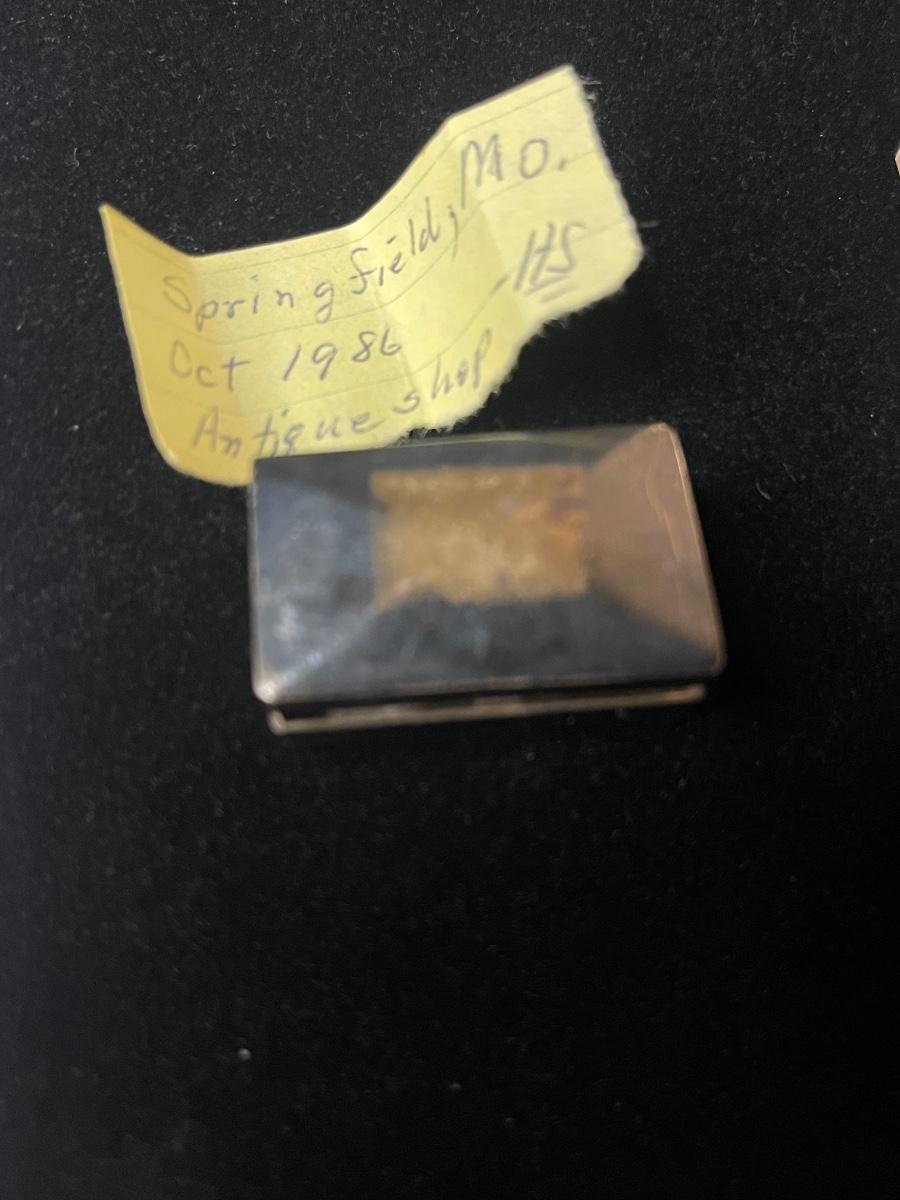 Springfield, Mo.
Oct 1986 -HS
Antique shop